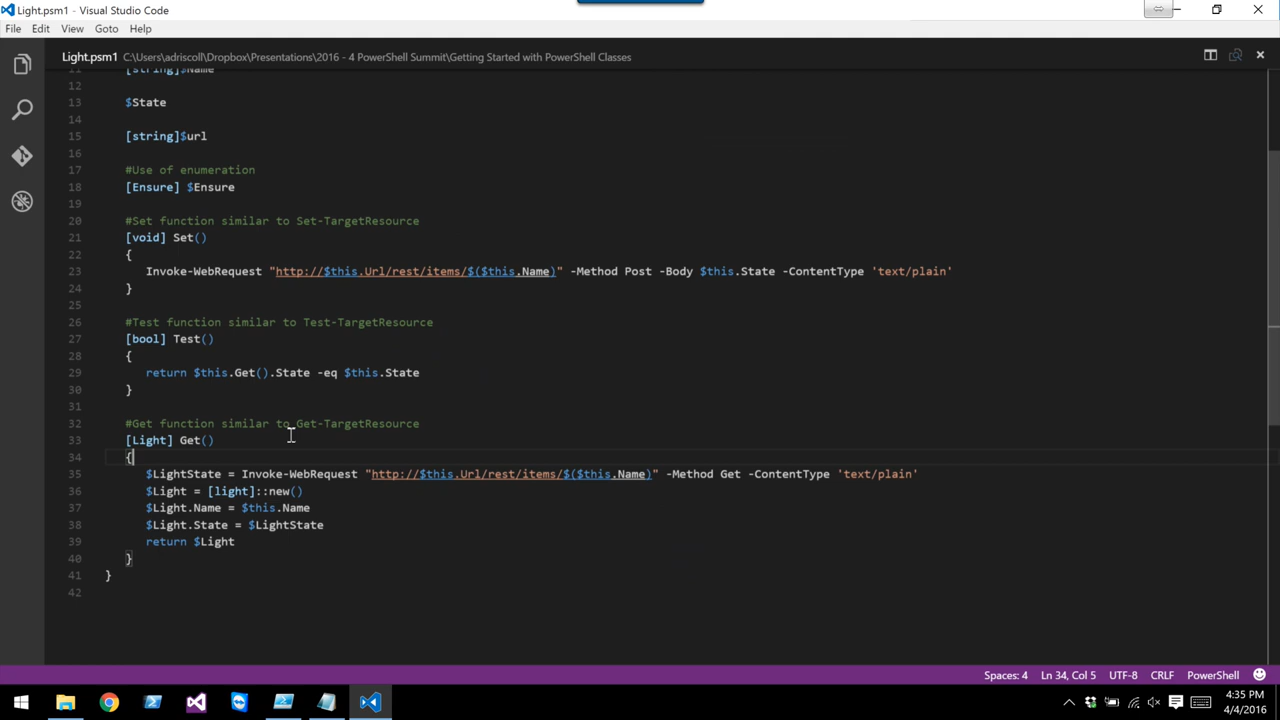 Light.psm1 - Visual Studio Code
File Edit View Goto Help
Light.psm1 C:\Users\adriscoll\Dropbox\Presentations\2016 - 4 PowerShell Summit\Getting Started with PowerShell Classes
11 [string]$Name
12
13 $State
14
15 [string]$url
16
17 #Use of enumeration
18 [Ensure] $Ensure
19
20 #Set function similar to Set-TargetResource
21 [void] Set()
22 {
23 Invoke-WebRequest "http://$this.Url/rest/items/$($this.Name)" -Method Post -Body $this.State -ContentType 'text/plain'
24 }
25
26 #Test function similar to Test-TargetResource
27 [bool] Test()
28 {
29 return $this.Get().State -eq $this.State
30 }
31
32 #Get function similar to Get-TargetResource
33 [Light] Get()
34 {
35 $LightState = Invoke-WebRequest "http://$this.Url/rest/items/$($this.Name)" -Method Get -ContentType 'text/plain'
36 $Light = [light]::new()
37 $Light.Name = $this.Name
38 $Light.State = $LightState
39 return $Light
40 }
41 }
42
Spaces: 4 Ln 34, Col 5 UTF-8 CRLF PowerShell
4:35 PM
4/4/2016